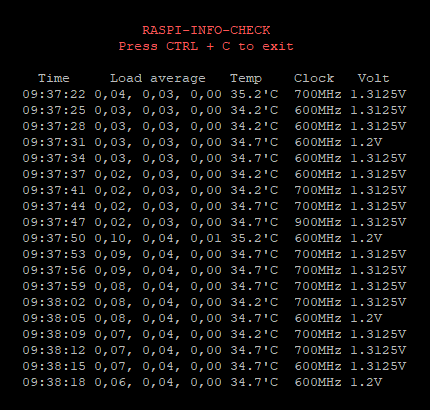 RASPI-INFO-CHECK
Press CTRL + C to exit
Time Load average Temp Clock Volt
09:37:22 0,04, 0,03, 0,00 35.2'C 700MHz 1.3125V
09:37:25 0,03, 0,03, 0,00 34.2'C 600MHz 1.3125V
09:37:28 0,03, 0,03, 0,00 34.2'C 600MHz 1.3125V
09:37:31 0,03, 0,03, 0,00 34.7'C 600MHz 1.2V
09:37:34 0,03, 0,03, 0,00 34.7'C 600MHz 1.3125V
09:37:37 0,02, 0,03, 0,00 34.2'C 600MHz 1.3125V
09:37:41 0,02, 0,03, 0,00 34.2'C 700MHz 1.3125V
09:37:44 0,02, 0,03, 0,00 34.7'C 700MHz 1.3125V
09:37:47 0,02, 0,03, 0,00 34.7'C 900MHz 1.3125V
09:37:50 0,10, 0,04, 0,01 35.2'C 600MHz 1.2V
09:37:53 0,09, 0,04, 0,00 34.7'C 700MHz 1.3125V
09:37:56 0,09, 0,04, 0,00 34.7'C 700MHz 1.3125V
09:37:59 0,08, 0,04, 0,00 34.7'C 700MHz 1.3125V
09:38:02 0,08, 0,04, 0,00 34.2'C 700MHz 1.3125V
09:38:05 0,08, 0,04, 0,00 34.7'C 600MHz 1.2V
09:38:09 0,07, 0,04, 0,00 34.2'C 700MHz 1.3125V
09:38:12 0,07, 0,04, 0,00 34.7'C 700MHz 1.3125V
09:38:15 0,07, 0,04, 0,00 34.7'C 600MHz 1.3125V
09:38:18 0,06, 0,04, 0,00 34.7'C 600MHz 1.2V